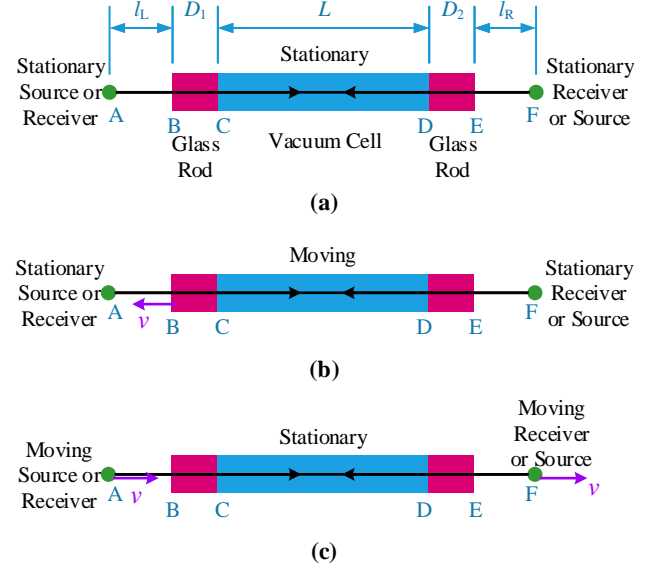 l_L D_1 L D_2 l_R
Stationary
Source or
Receiver
Stationary
Stationary
Receiver
or Source
A
B
C
D
E
F
Glass
Rod
Vacuum Cell
Glass
Rod
(a)
Stationary
Source or
Receiver
Moving
Stationary
Receiver
or Source
A
v
B
C
D
E
F
(b)
Moving
Source or
Receiver
Stationary
Moving
Receiver
or Source
A
v
B
C
D
E
F
v
(c)